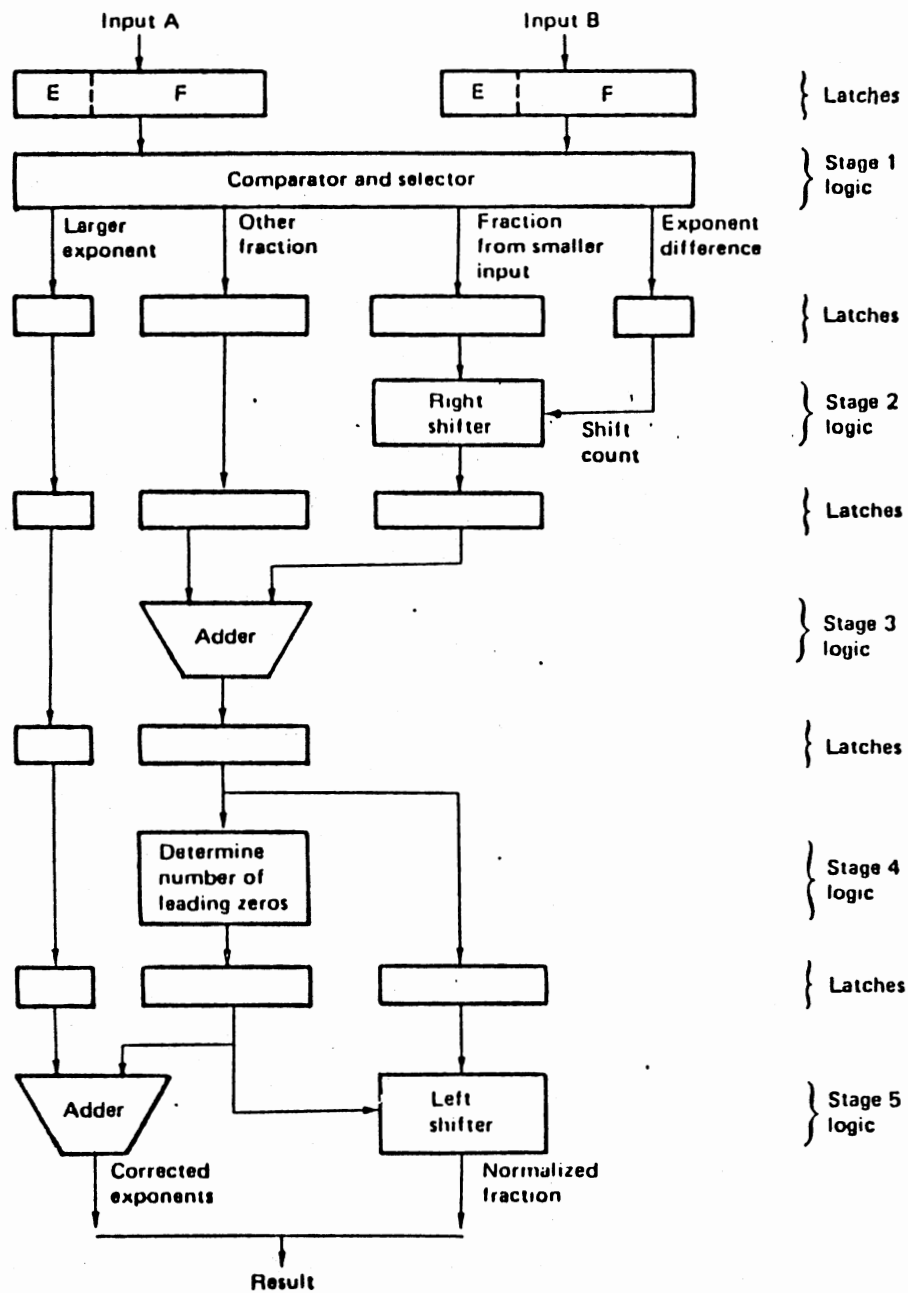 Input A
Input B
E F
E F
Latches
Comparator and selector
Stage 1
logic
Larger
exponent
Other
fraction
Fraction
from smaller
input
Exponent
difference
Latches
Right
shifter
Shift
count
Stage 2
logic
Latches
Adder
Stage 3
logic
Latches
Determine
number of
leading zeros
Stage 4
logic
Latches
Adder
Left
shifter
Stage 5
logic
Corrected
exponents
Normalized
fraction
Result